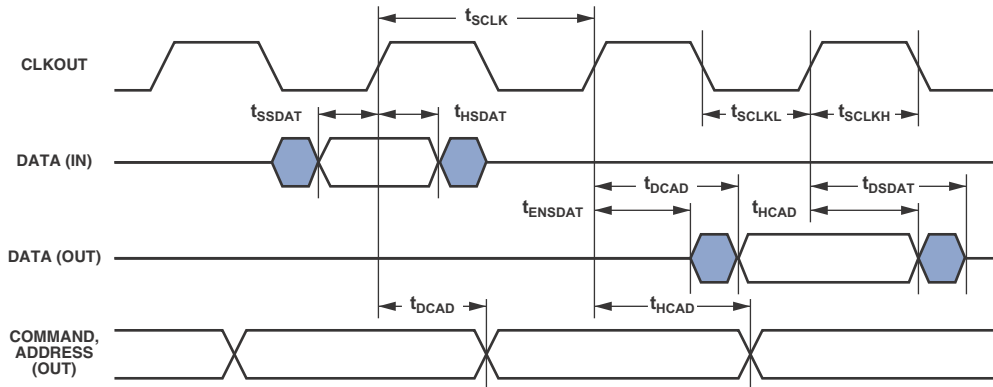 tSCLK
CLKOUT
tSSDAT
tHSDAT
tSCLKL
tSCLKH
DATA (IN)
tDCAD
tDSDAT
tENSDAT
tHCAD
DATA (OUT)
tDCAD
tHCAD
COMMAND,
ADDRESS
(OUT)